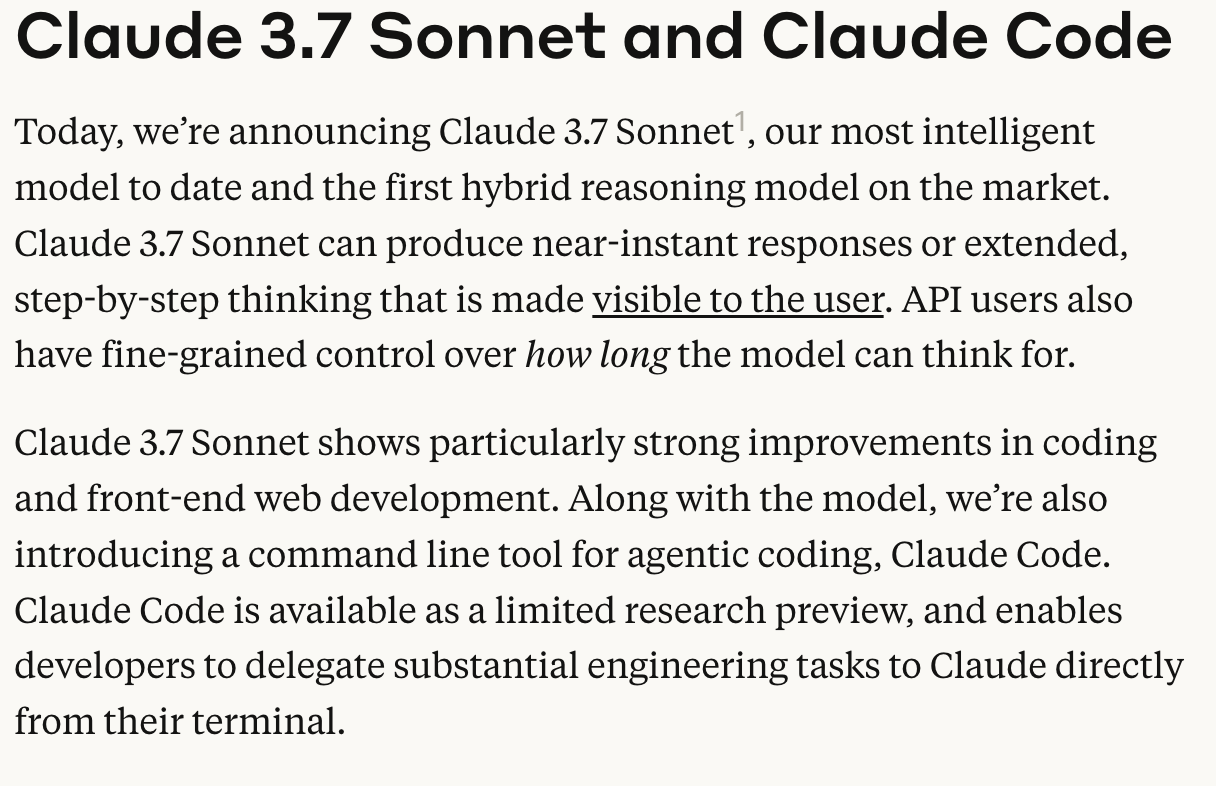 Claude 3.7 Sonnet and Claude Code
Today, we’re announcing Claude 3.7 Sonnet1, our most intelligent
model to date and the first hybrid reasoning model on the market.
Claude 3.7 Sonnet can produce near-instant responses or extended,
step-by-step thinking that is made visible to the user. API users also
have fine-grained control over how long the model can think for.
Claude 3.7 Sonnet shows particularly strong improvements in coding
and front-end web development. Along with the model, we’re also
introducing a command line tool for agentic coding, Claude Code.
Claude Code is available as a limited research preview, and enables
developers to delegate substantial engineering tasks to Claude directly
from their terminal.